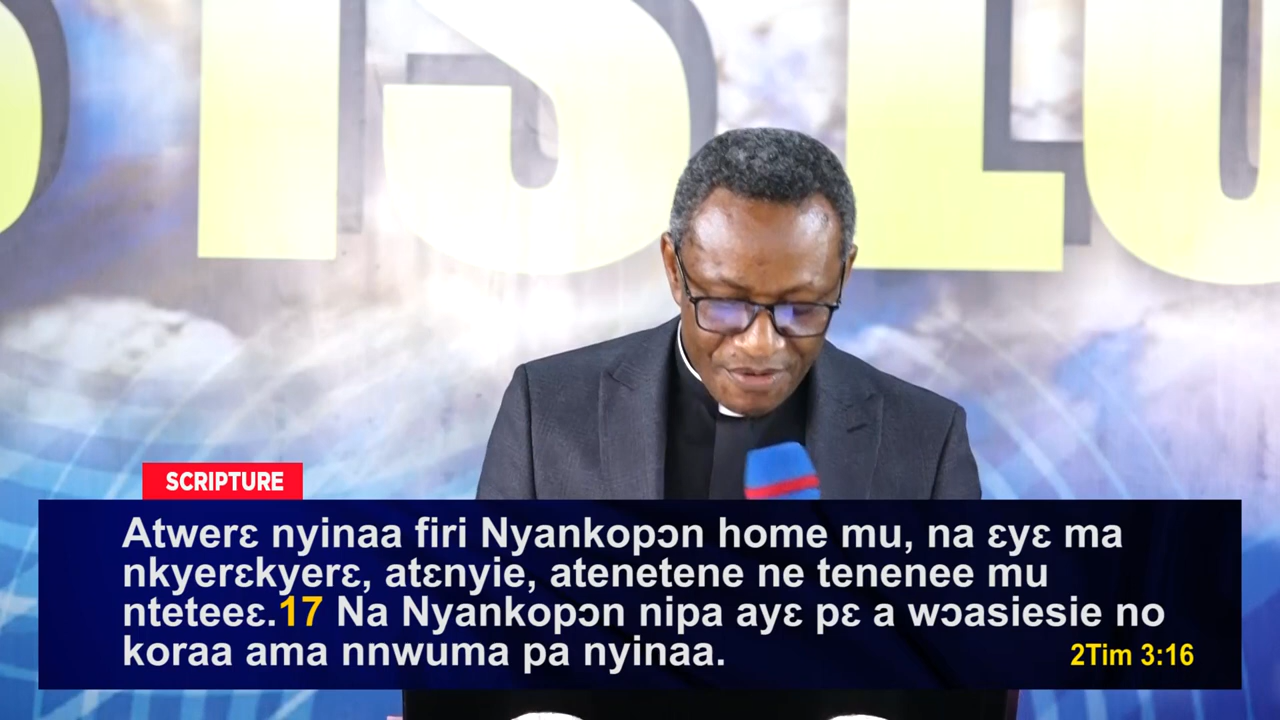 SCRIPTURE
Atwerɛ nyinaa firi Nyankopɔn home mu, na ɛyɛ ma
nkyerɛkyerɛ, atɛnyie, atenetene ne tenenee mu
nteteeɛ.17 Na Nyankopɔn nipa ayɛ pɛ a wɔasiesie no
koraa ama nnwuma pa nyinaa.
2Tim 3:16